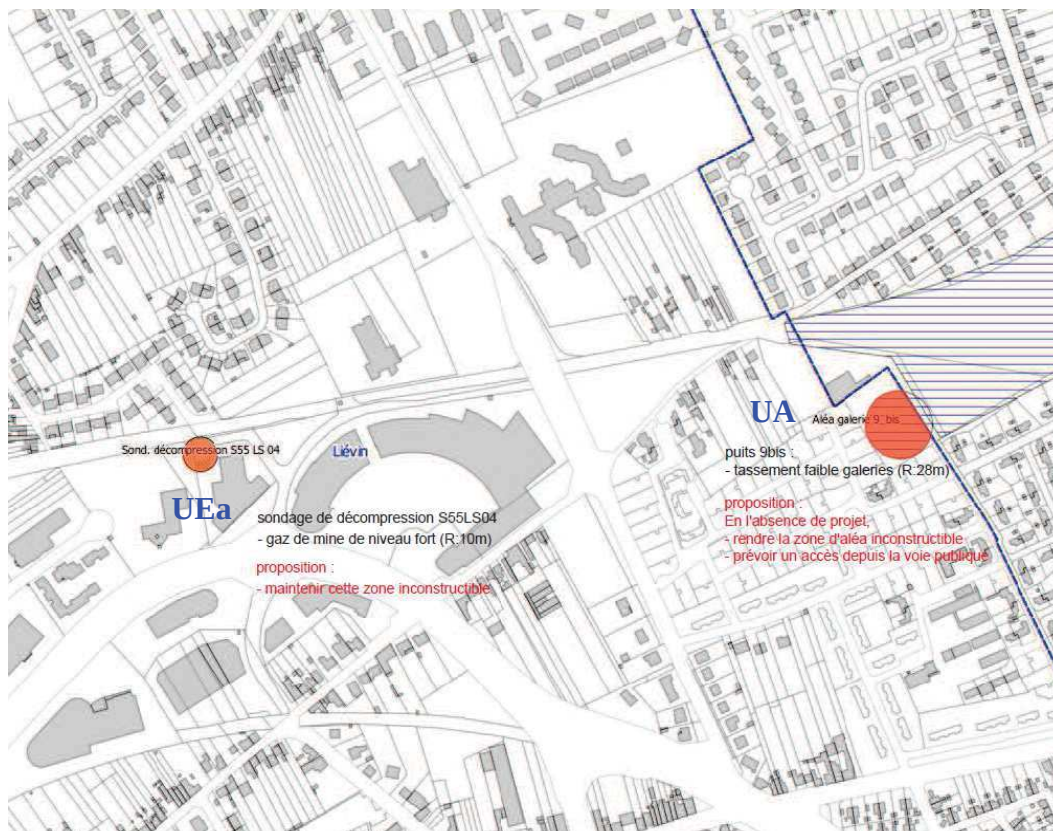 UA
Aléa galerie 9_bis
puits 9bis :
- tassement faible galeries (R:28m)
proposition :
En l'absence de projet,
- rendre la zone d'aléa inconstructible
- prévoir un accès depuis la voie publique
Sond. décompression S55 LS 04
Liévin
UEa
sondage de décompression S55LS04
- gaz de mine de niveau fort (R:10m)
proposition :
- maintenir cette zone inconstructible